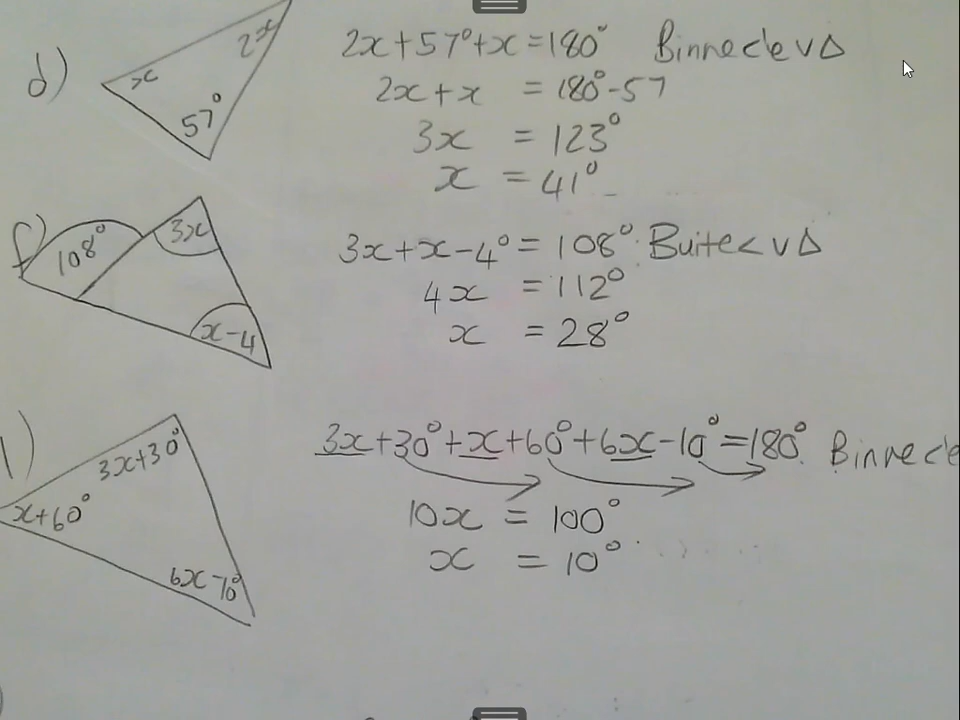 d)
x
2x
57°
2x+57°+x=180° Binne<'e v Δ
2x+x = 180°-57
3x = 123°
x = 41°
f)
108°
3x
x-4
3x+x-4°= 108° Buite< v Δ
4x = 112°
x = 28°
3x+30°
x+60°
6x-10°
3x+30°+x+60°+6x-10°=180° Binne<'e
10x = 100°
x = 10°